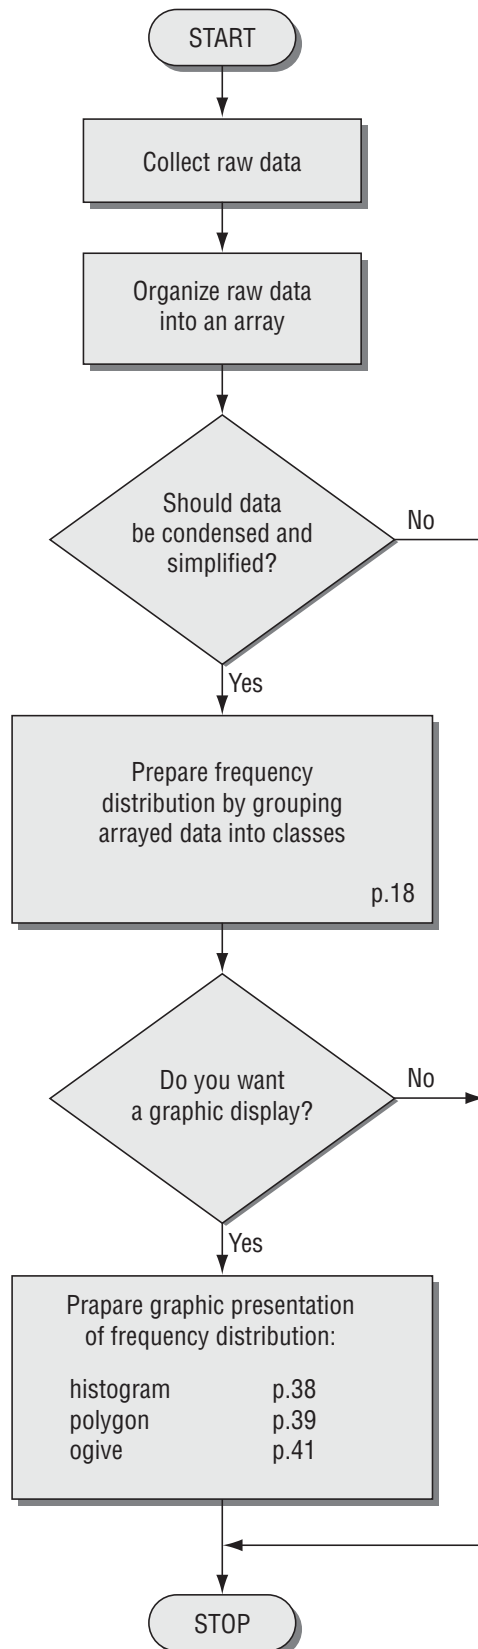 START
Collect raw data
Organize raw data
into an array
Should data
be condensed and
simplified?
No
Yes
Prepare frequency
distribution by grouping
arrayed data into classes
p.18
Do you want
a graphic display?
No
Yes
Prapare graphic presentation
of frequency distribution:
histogram p.38
polygon p.39
ogive p.41
STOP